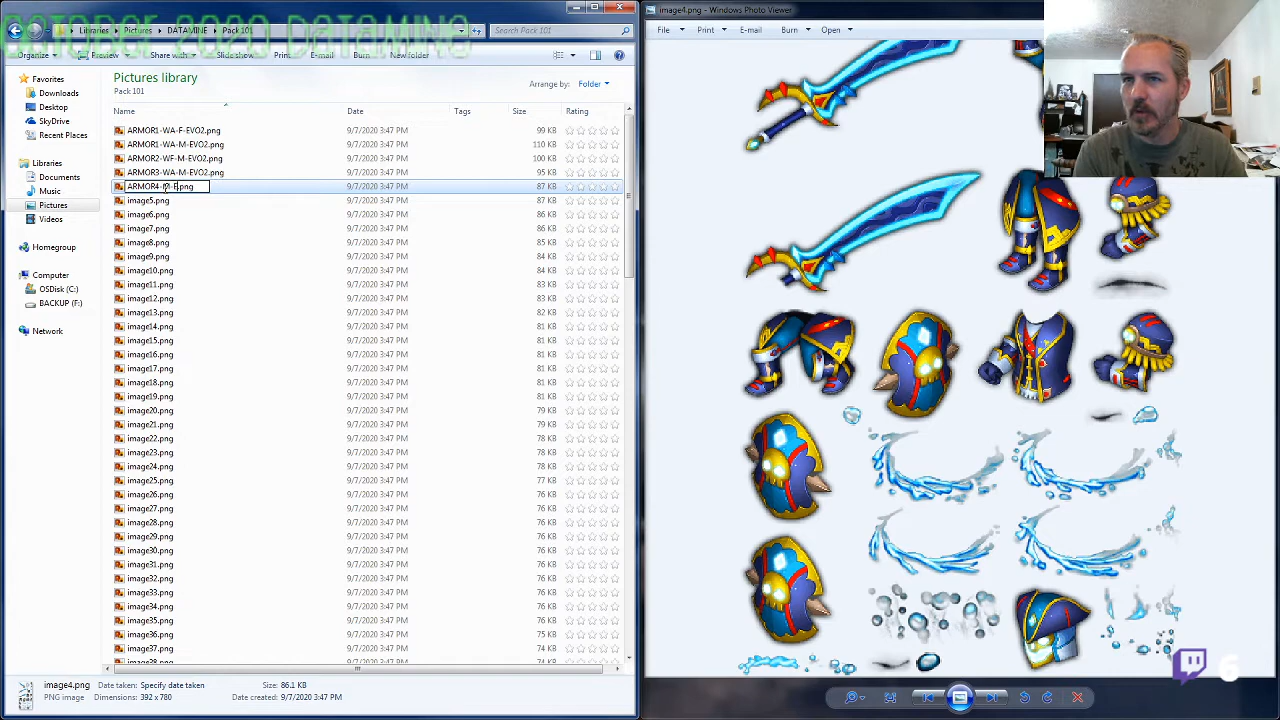 OCTOBER 2020 DATAMINE
image4.png - Windows Photo Viewer
Libraries Pictures DATAMINE Pack 101
Search Pack 101
File Print E-mail Burn Open
Organize Preview Share with Slide show Print E-mail Burn New folder
Pictures library
Pack 101
Arrange by: Folder
Favorites
Downloads
Desktop
SkyDrive
Recent Places
Libraries
Documents
Music
Pictures
Videos
Homegroup
Computer
OSDisk (C:)
BACKUP (F:)
Network
Name Date Tags Size Rating
ARMOR1-WA-F-EVO2.png 9/7/2020 3:47 PM 99 KB
ARMOR1-WA-M-EVO2.png 9/7/2020 3:47 PM 110 KB
ARMOR2-WF-M-EVO2.png 9/7/2020 3:47 PM 100 KB
ARMOR3-WA-M-EVO2.png 9/7/2020 3:47 PM 95 KB
ARMOR4-M-E.png 9/7/2020 3:47 PM 87 KB
image5.png 9/7/2020 3:47 PM 87 KB
image6.png 9/7/2020 3:47 PM 86 KB
image7.png 9/7/2020 3:47 PM 86 KB
image8.png 9/7/2020 3:47 PM 85 KB
image9.png 9/7/2020 3:47 PM 84 KB
image10.png 9/7/2020 3:47 PM 84 KB
image11.png 9/7/2020 3:47 PM 83 KB
image12.png 9/7/2020 3:47 PM 83 KB
image13.png 9/7/2020 3:47 PM 82 KB
image14.png 9/7/2020 3:47 PM 81 KB
image15.png 9/7/2020 3:47 PM 81 KB
image16.png 9/7/2020 3:47 PM 81 KB
image17.png 9/7/2020 3:47 PM 81 KB
image18.png 9/7/2020 3:47 PM 81 KB
image19.png 9/7/2020 3:47 PM 81 KB
image20.png 9/7/2020 3:47 PM 79 KB
image21.png 9/7/2020 3:47 PM 79 KB
image22.png 9/7/2020 3:47 PM 78 KB
image23.png 9/7/2020 3:47 PM 78 KB
image24.png 9/7/2020 3:47 PM 78 KB
image25.png 9/7/2020 3:47 PM 77 KB
image26.png 9/7/2020 3:47 PM 76 KB
image27.png 9/7/2020 3:47 PM 76 KB
image28.png 9/7/2020 3:47 PM 76 KB
image29.png 9/7/2020 3:47 PM 76 KB
image30.png 9/7/2020 3:47 PM 76 KB
image31.png 9/7/2020 3:47 PM 76 KB
image32.png 9/7/2020 3:47 PM 76 KB
image33.png 9/7/2020 3:47 PM 76 KB
image34.png 9/7/2020 3:47 PM 76 KB
image35.png 9/7/2020 3:47 PM 76 KB
image36.png 9/7/2020 3:47 PM 75 KB
image37.png 9/7/2020 3:47 PM 74 KB
image38.png 9/7/2020 3:47 PM 74 KB
image4.png Date taken: Specify date taken Size: 86.1 KB
PNG image Dimensions: 392 x 780 Date created: 9/7/2020 3:47 PM
6